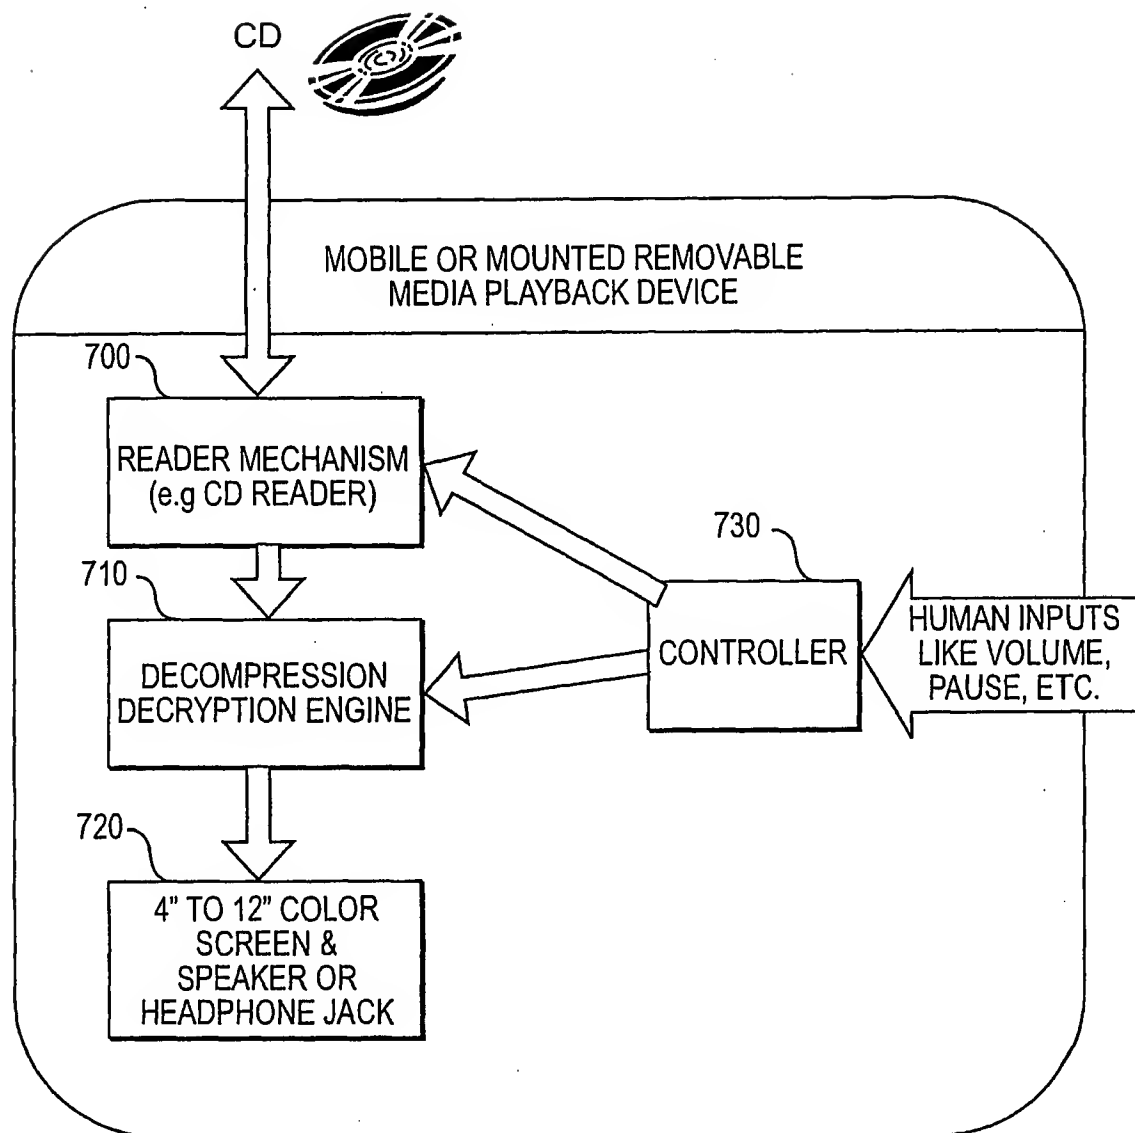 CD
MOBILE OR MOUNTED REMOVABLE
MEDIA PLAYBACK DEVICE
700
READER MECHANISM
(e.g CD READER)
710
DECOMPRESSION
DECRYPTION ENGINE
730
CONTROLLER
HUMAN INPUTS
LIKE VOLUME,
PAUSE, ETC.
720
4" TO 12" COLOR
SCREEN &
SPEAKER OR
HEADPHONE JACK